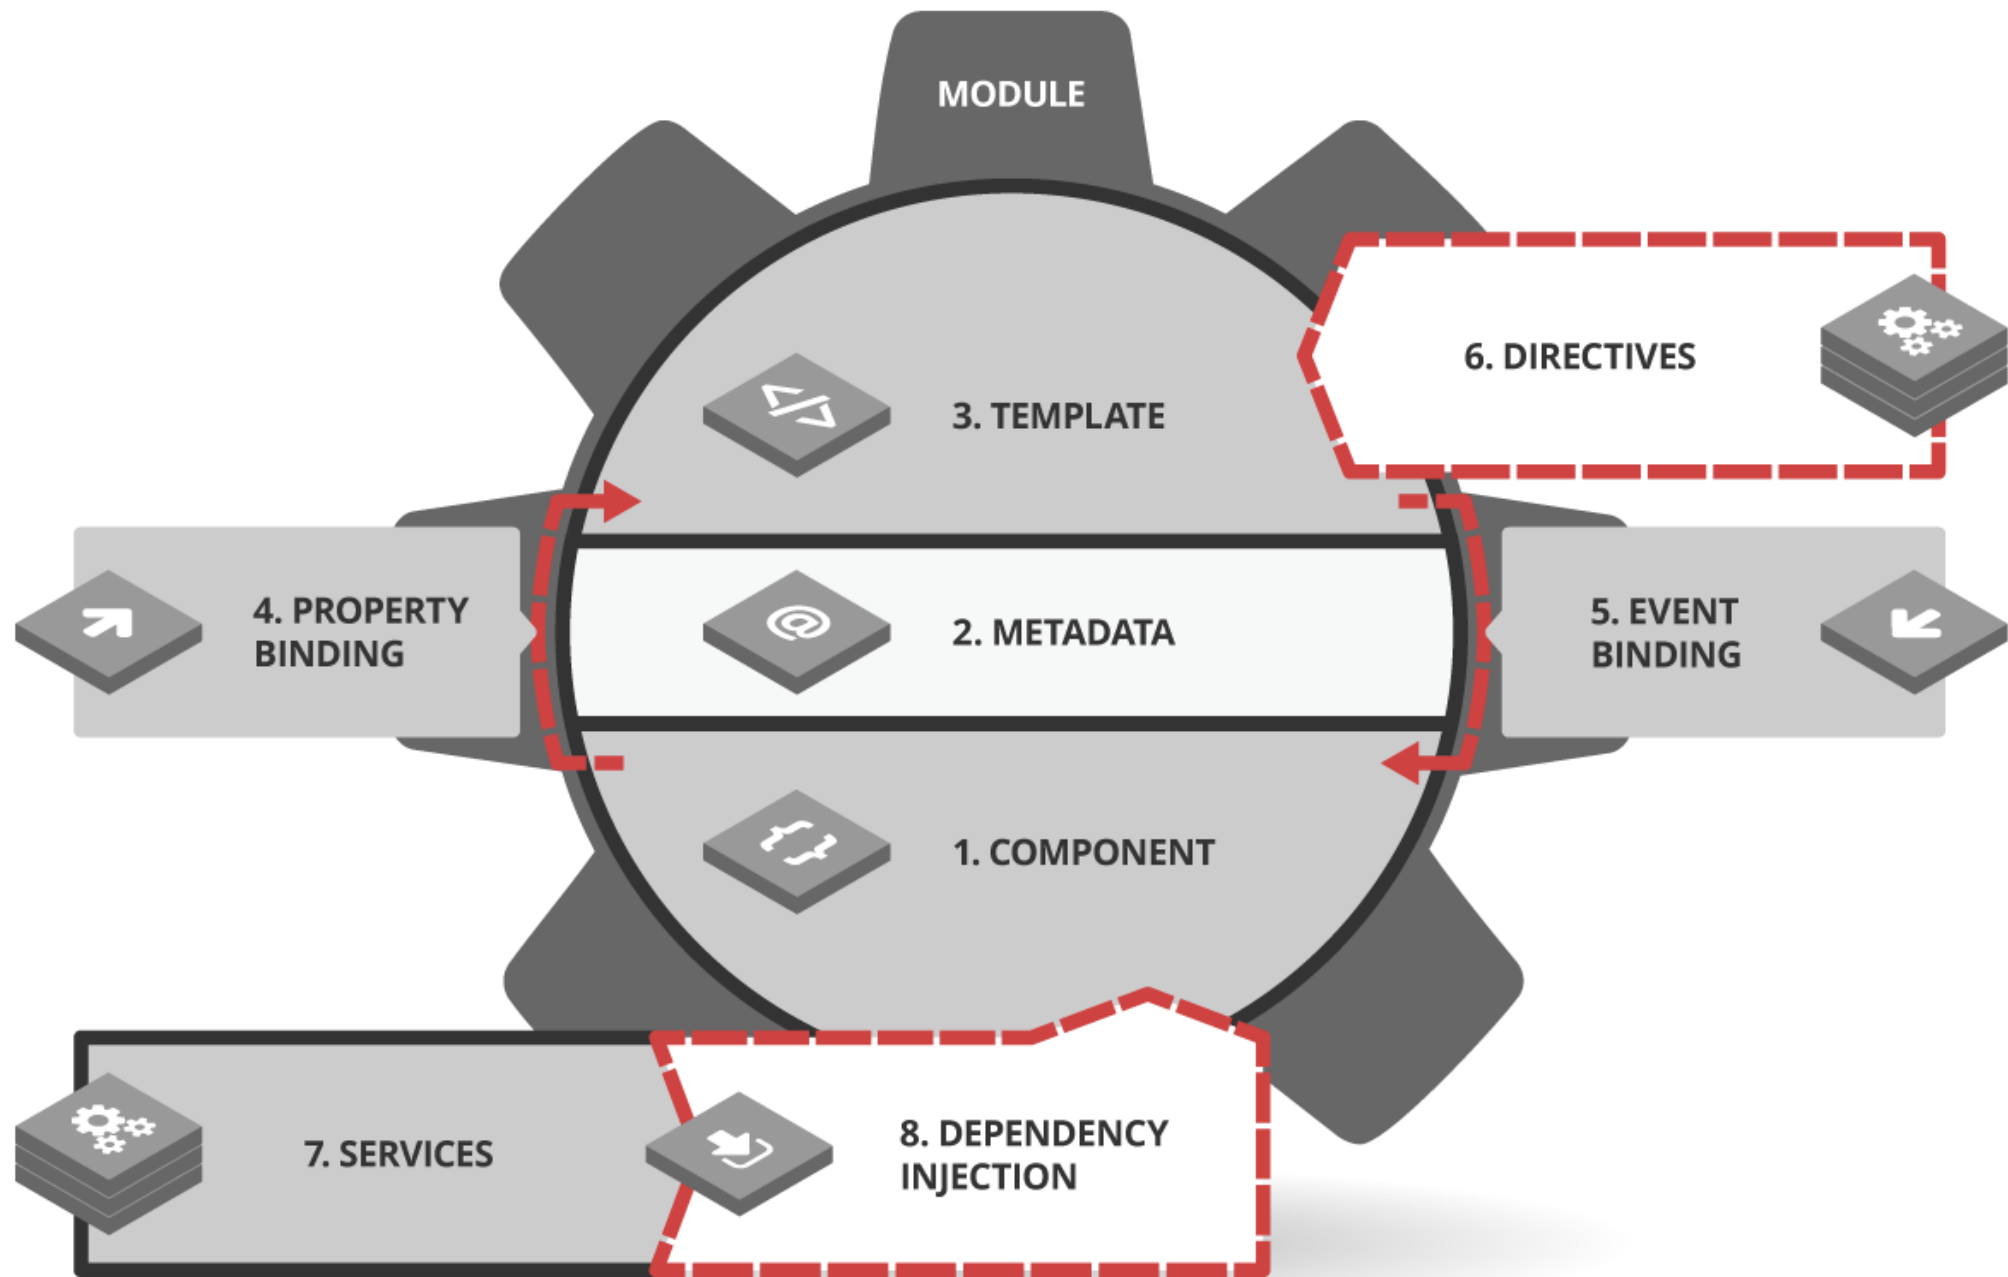 MODULE
6. DIRECTIVES
3. TEMPLATE
4. PROPERTY
BINDING
2. METADATA
5. EVENT
BINDING
1. COMPONENT
7. SERVICES
8. DEPENDENCY
INJECTION